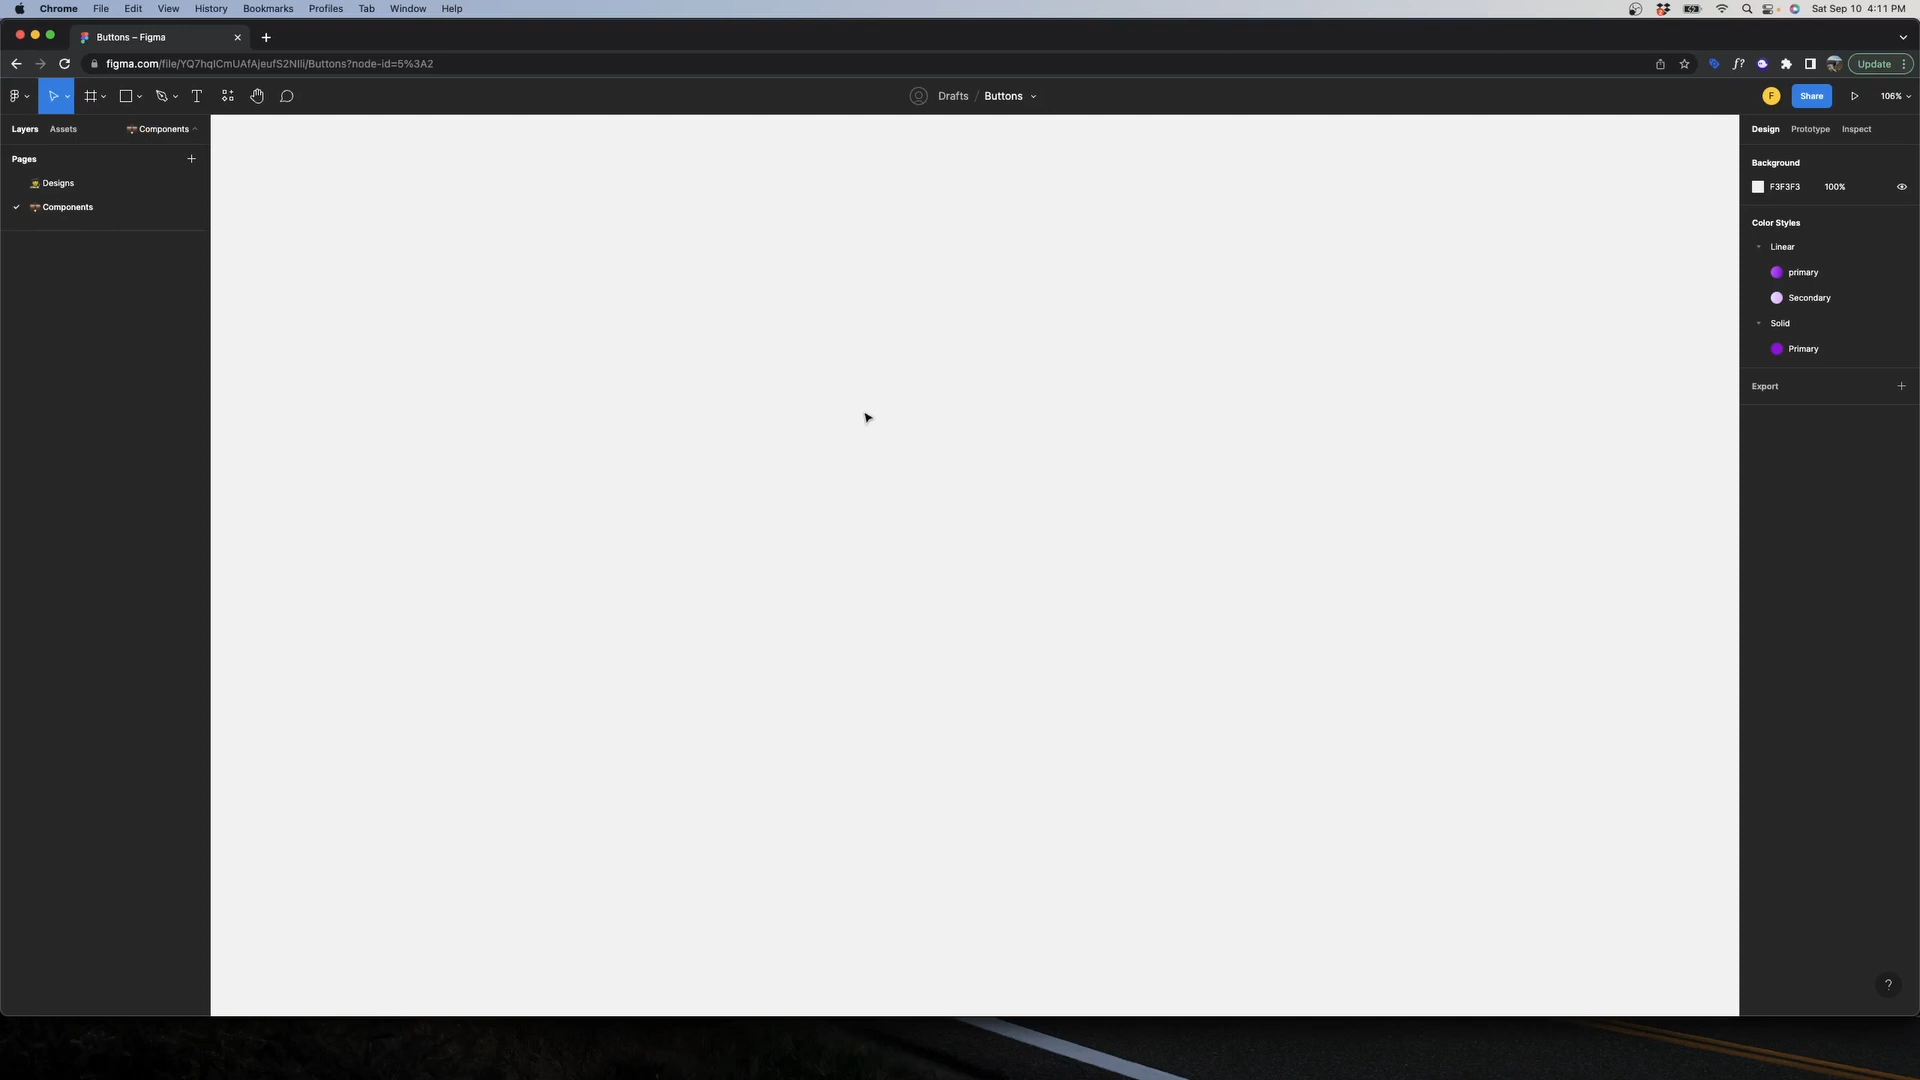 Chrome File Edit View History Bookmarks Profiles Tab Window Help Sat Sep 10 4:11 PM
Buttons – Figma
figma.com/file/YQ7hqICmUAfAjeufS2NIli/Buttons?node-id=5%3A2 f? Update
Drafts / Buttons F Share 106%
Layers Assets Components Design Prototype Inspect
Pages
Designs
Components
Background
F3F3F3 100%
Color Styles
Linear
primary
Secondary
Solid
Primary
Export
?